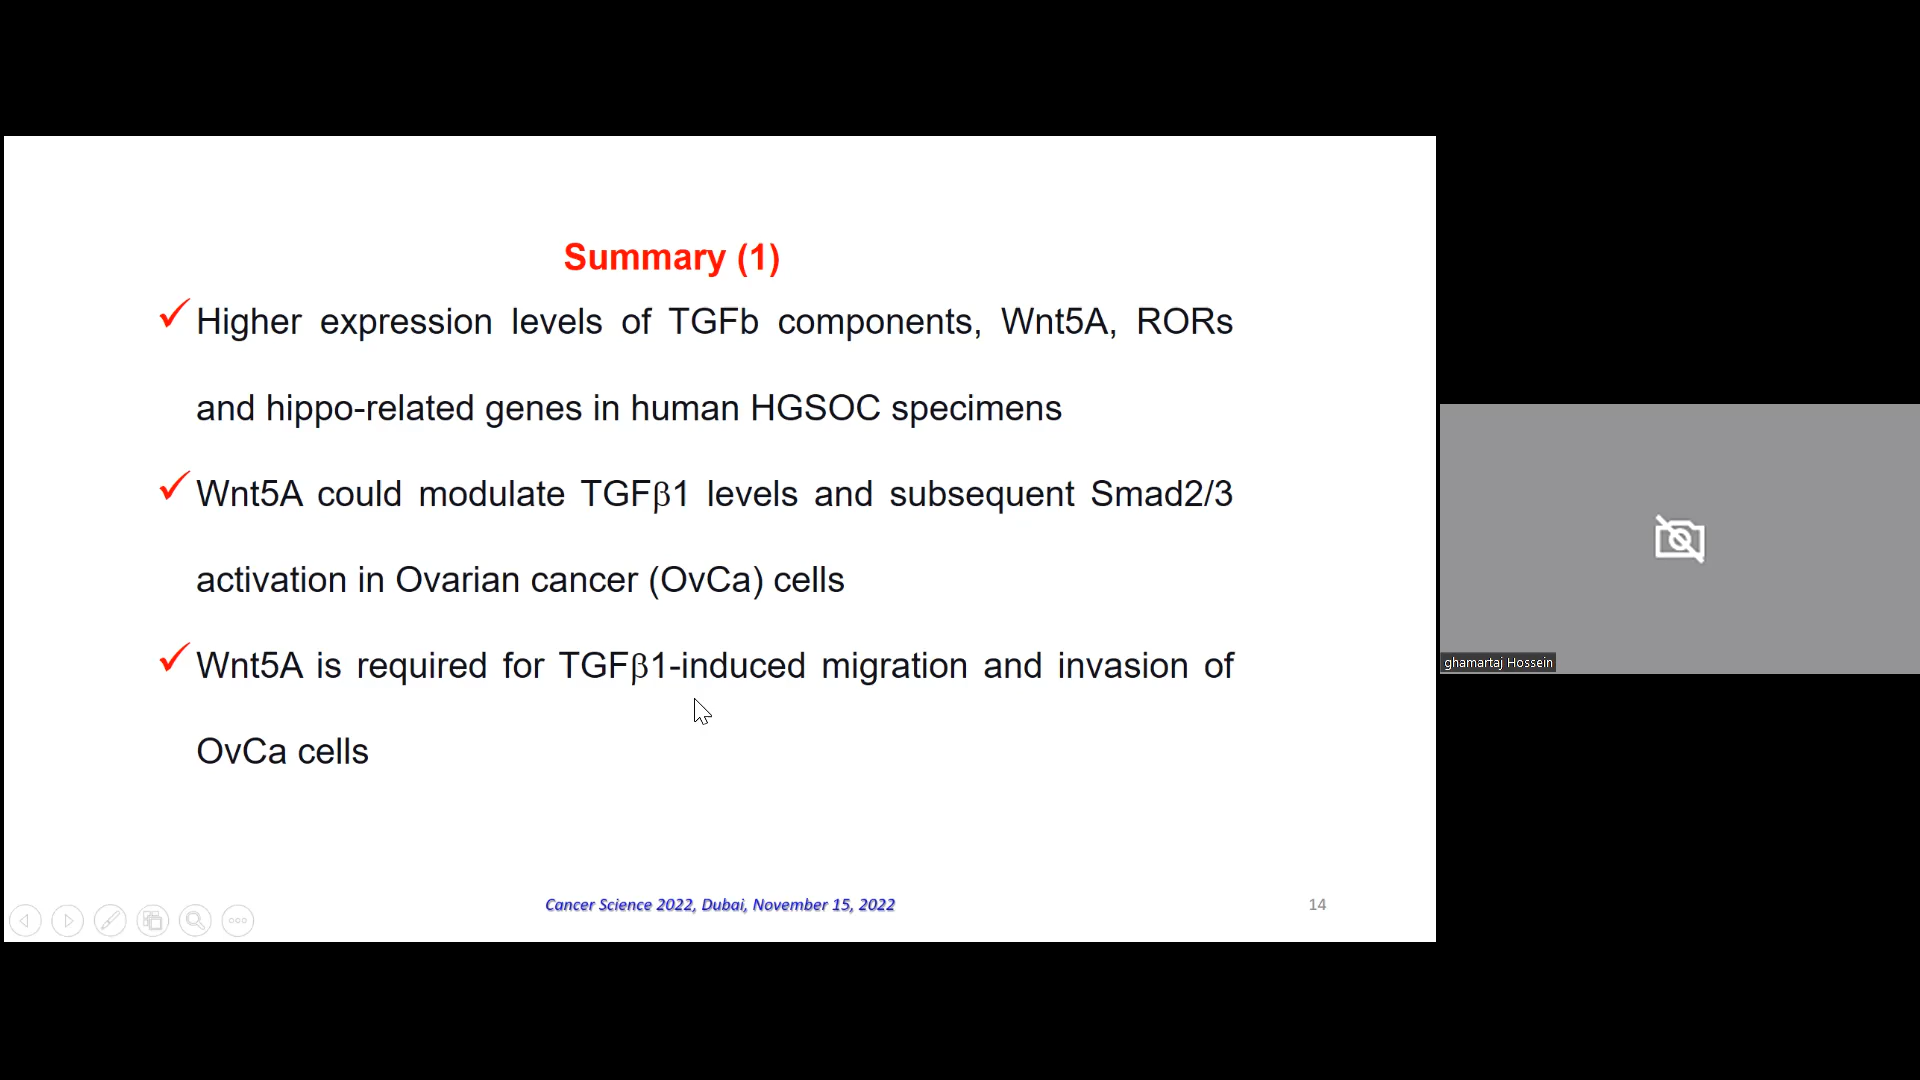 Summary (1)
Higher expression levels of TGFb components, Wnt5A, RORs
and hippo-related genes in human HGSOC specimens
Wnt5A could modulate TGFβ1 levels and subsequent Smad2/3
activation in Ovarian cancer (OvCa) cells
Wnt5A is required for TGFβ1-induced migration and invasion of
OvCa cells
Cancer Science 2022, Dubai, November 15, 2022
14
ghamartaj Hossein